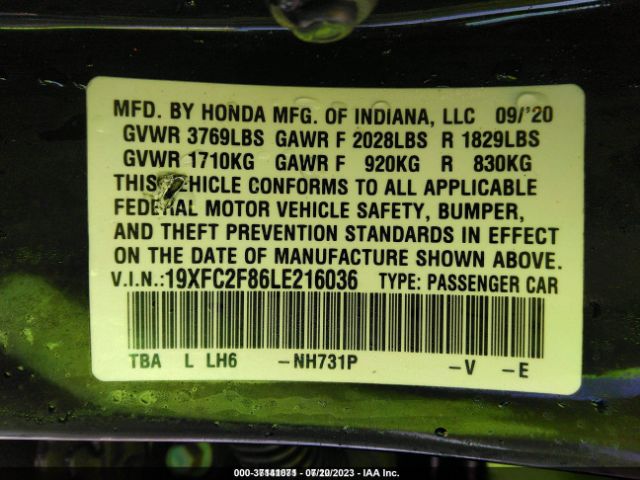 MFD. BY HONDA MFG. OF INDIANA, LLC 09/'20
GVWR 3769LBS GAWR F 2028LBS R 1829LBS
GVWR 1710KG GAWR F 920KG R 830KG
THIS VEHICLE CONFORMS TO ALL APPLICABLE
FEDERAL MOTOR VEHICLE SAFETY, BUMPER,
AND THEFT PREVENTION STANDARDS IN EFFECT
ON THE DATE OF MANUFACTURE SHOWN ABOVE.
V.I.N.:19XFC2F86LE216036 TYPE: PASSENGER CAR
TBA L LH6 -NH731P -V -E
- IAA Inc.